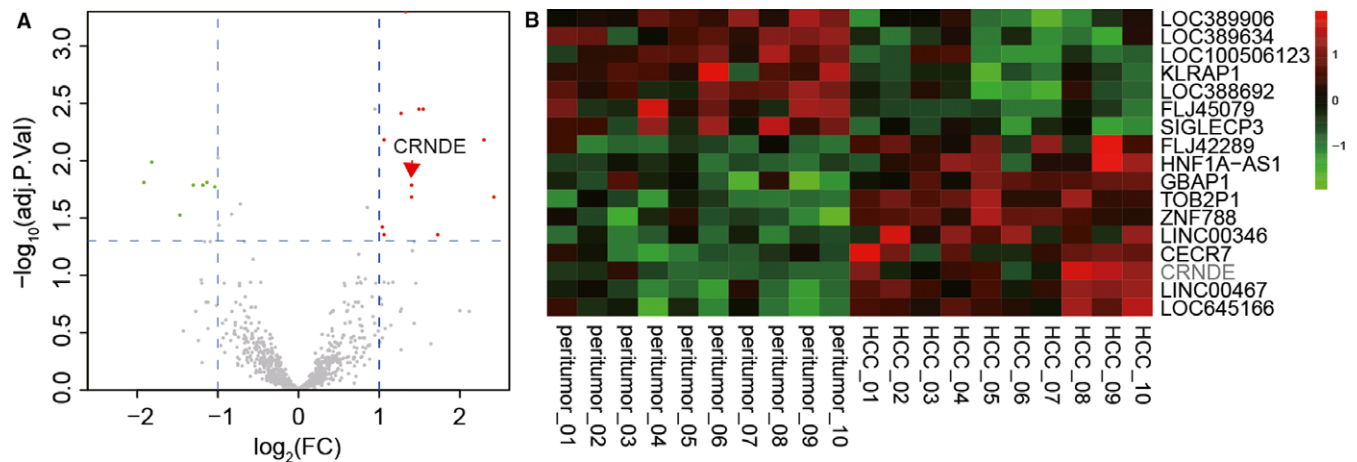 A
3.0
2.5
2.0
1.5
1.0
0.5
0.0
−log10(adj.P.Val)
CRNDE
−2
−1
0
1
2
log2(FC)
B
LOC389906
LOC389634
LOC100506123
KLRAP1
LOC388692
FLJ45079
SIGLECP3
FLJ42289
HNF1A−AS1
GBAP1
TOB2P1
ZNF788
LINC00346
CECR7
CRNDE
LINC00467
LOC645166
1
0
−1
peritumor_01
peritumor_02
peritumor_03
peritumor_04
peritumor_05
peritumor_06
peritumor_07
peritumor_08
peritumor_09
peritumor_10
HCC_01
HCC_02
HCC_03
HCC_04
HCC_05
HCC_06
HCC_07
HCC_08
HCC_09
HCC_10